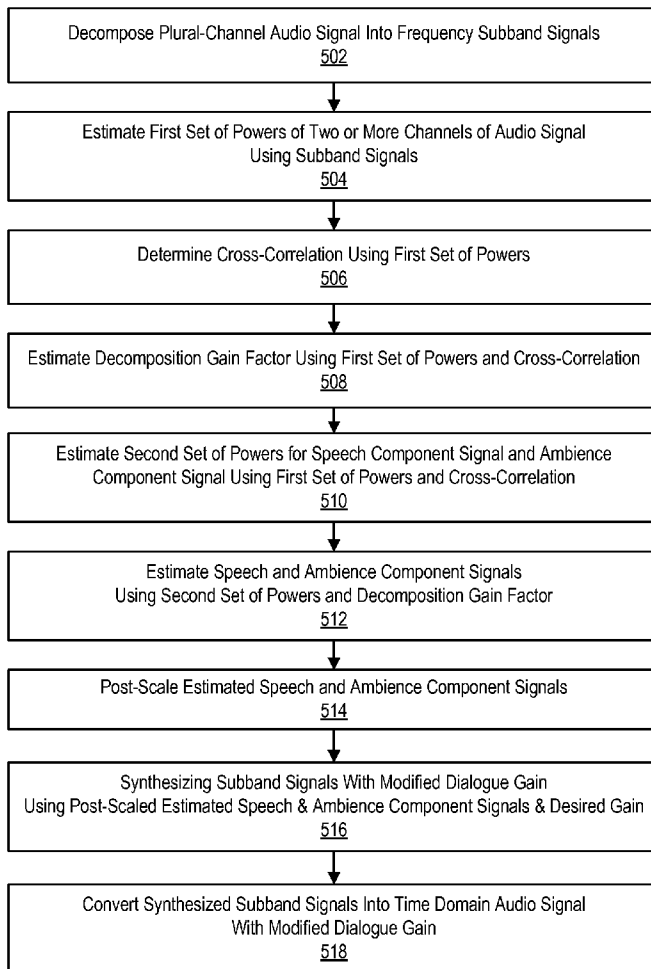 Decompose Plural-Channel Audio Signal Into Frequency Subband Signals
502
Estimate First Set of Powers of Two or More Channels of Audio Signal
Using Subband Signals
504
Determine Cross-Correlation Using First Set of Powers
506
Estimate Decomposition Gain Factor Using First Set of Powers and Cross-Correlation
508
Estimate Second Set of Powers for Speech Component Signal and Ambience
Component Signal Using First Set of Powers and Cross-Correlation
510
Estimate Speech and Ambience Component Signals
Using Second Set of Powers and Decomposition Gain Factor
512
Post-Scale Estimated Speech and Ambience Component Signals
514
Synthesizing Subband Signals With Modified Dialogue Gain
Using Post-Scaled Estimated Speech & Ambience Component Signals & Desired Gain
516
Convert Synthesized Subband Signals Into Time Domain Audio Signal
With Modified Dialogue Gain
518